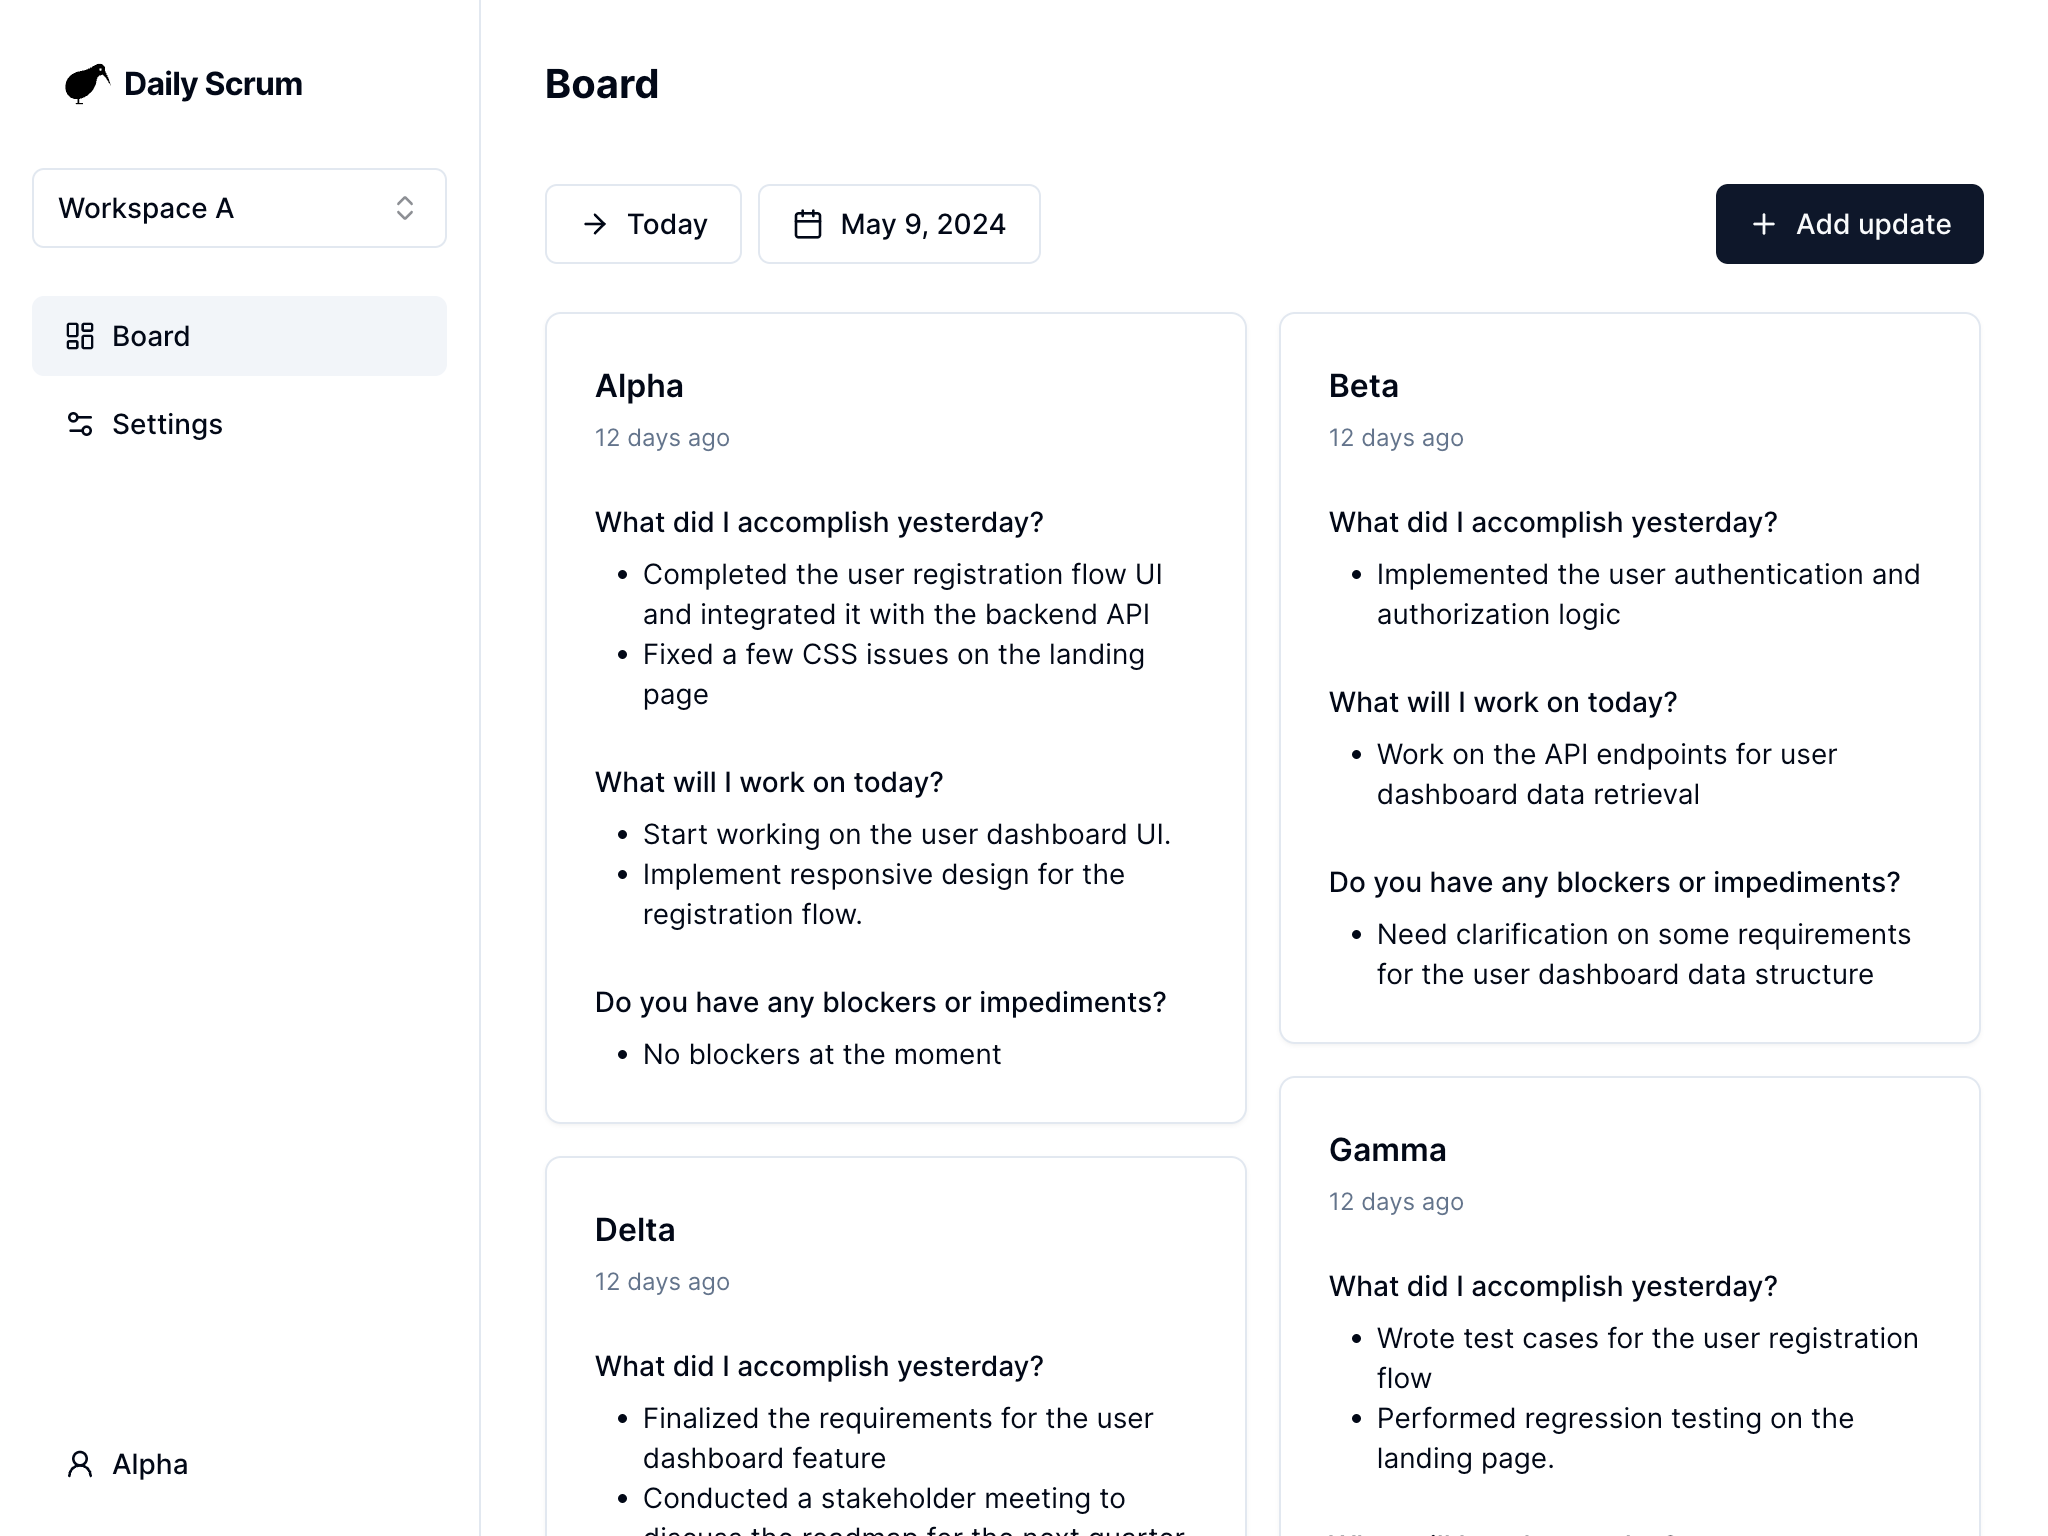 Daily Scrum
Workspace A
Board
Settings
Alpha
Board
Today
May 9, 2024
Add update
Alpha
12 days ago
What did I accomplish yesterday?
• Completed the user registration flow UI
and integrated it with the backend API
• Fixed a few CSS issues on the landing
page
What will I work on today?
• Start working on the user dashboard UI.
• Implement responsive design for the
registration flow.
Do you have any blockers or impediments?
• No blockers at the moment
Delta
12 days ago
What did I accomplish yesterday?
• Finalized the requirements for the user
dashboard feature
• Conducted a stakeholder meeting to
discuss the roadmap for the next quarter
Beta
12 days ago
What did I accomplish yesterday?
• Implemented the user authentication and
authorization logic
What will I work on today?
• Work on the API endpoints for user
dashboard data retrieval
Do you have any blockers or impediments?
• Need clarification on some requirements
for the user dashboard data structure
Gamma
12 days ago
What did I accomplish yesterday?
• Wrote test cases for the user registration
flow
• Performed regression testing on the
landing page.